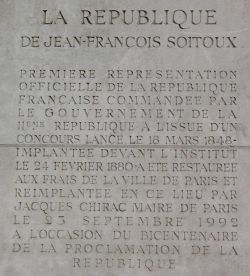 LA REPUBLIQUE
DE JEAN-FRANÇOIS SOITOUX
PREMIERE REPRESENTATION
OFFICIELLE DE LA REPUBLIQUE
FRANCAISE COMMANDEE PAR
LE GOUVERNEMENT DE LA
IIEME REPUBLIQUE A L'ISSUE D'UN
CONCOURS LANCE LE 18 MARS 1848-
IMPLANTEE DEVANT L'INSTITUT
LE 24 FEVRIER 1880-A ETE RESTAUREE
AUX FRAIS DE LA VILLE DE PARIS ET
REIMPLANTEE EN CE LIEU PAR
JACQUES CHIRAC MAIRE DE PARIS
LE 23 SEPTEMBRE 1992
A L'OCCASION DU BICENTENAIRE
DE LA PROCLAMATION DE LA
REPUBLIQUE